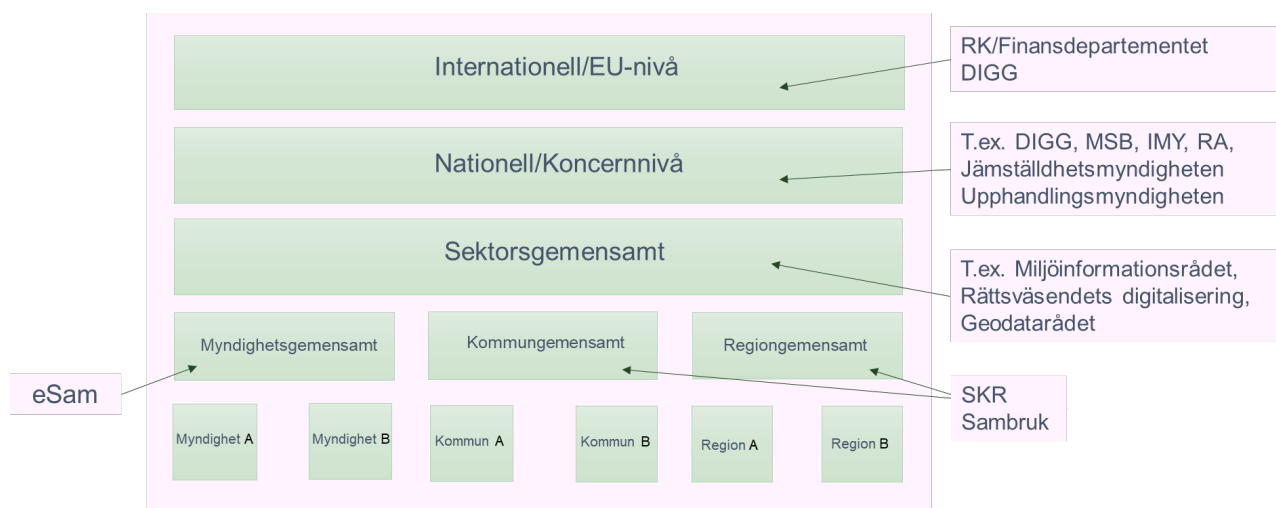 Internationell/EU-nivå
RK/Finansdepartementet
DIGG
Nationell/Koncernnivå
T.ex. DIGG, MSB, IMY, RA,
Jämställdhetsmyndigheten
Upphandlingsmyndigheten
Sektorsgemensamt
T.ex. Miljöinformationsrådet,
Rättsväsendets digitalisering,
Geodatarådet
Myndighetsgemensamt
Kommungemensamt
Regiongemensamt
eSam
SKR
Sambruk
Myndighet A
Myndighet B
Kommun A
Kommun B
Region A
Region B